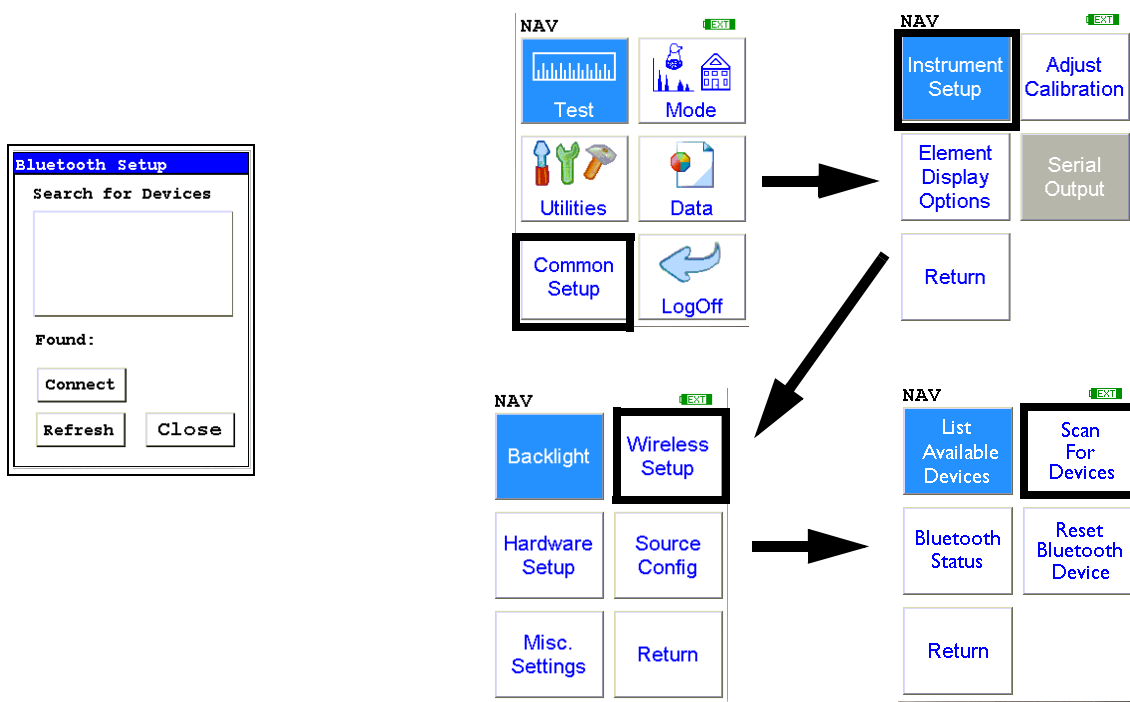 Bluetooth Setup
Search for Devices
Found:
Connect
Refresh
Close
NAV
EXT
Test
Mode
Utilities
Data
Common
Setup
LogOff
NAV
EXT
Instrument
Setup
Adjust
Calibration
Element
Display
Options
Serial
Output
Return
NAV
EXT
Backlight
Wireless
Setup
Hardware
Setup
Source
Config
Misc.
Settings
Return
NAV
EXT
List
Available
Devices
Scan
For
Devices
Bluetooth
Status
Reset
Bluetooth
Device
Return